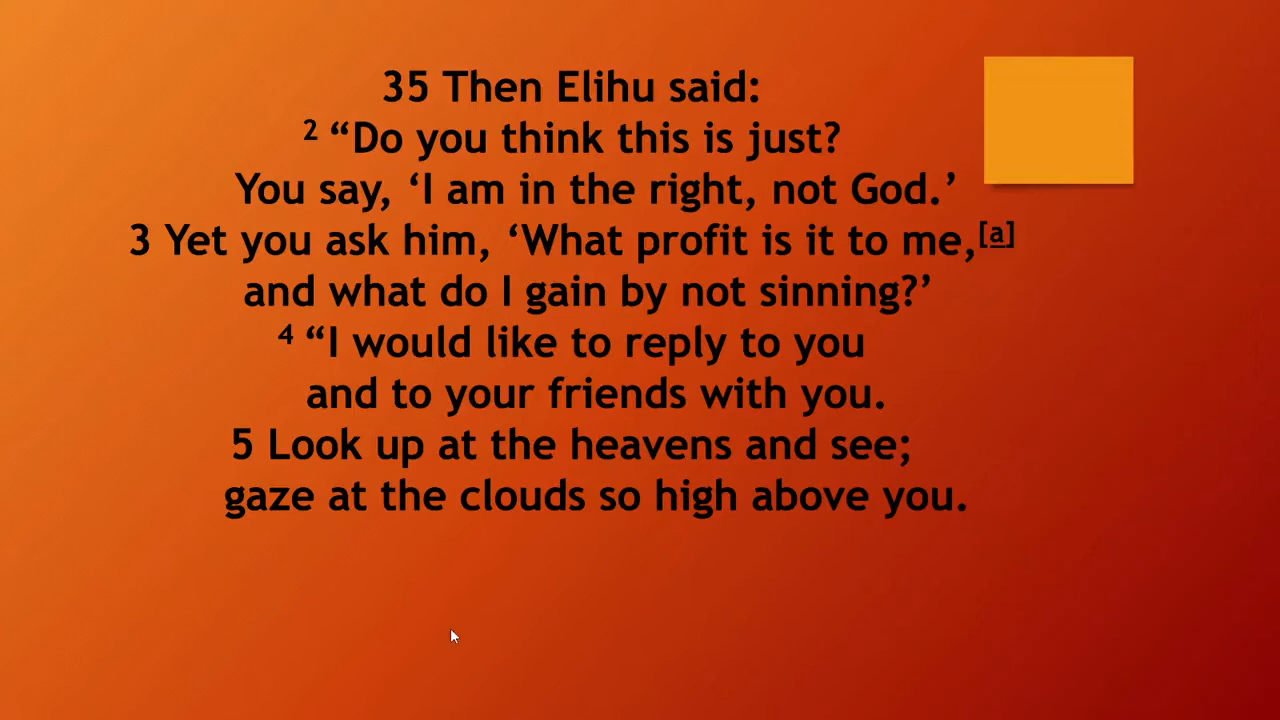 35 Then Elihu said:
2 “Do you think this is just?
You say, ‘I am in the right, not God.’
3 Yet you ask him, ‘What profit is it to me,[a]
and what do I gain by not sinning?’
4 “I would like to reply to you
and to your friends with you.
5 Look up at the heavens and see;
gaze at the clouds so high above you.